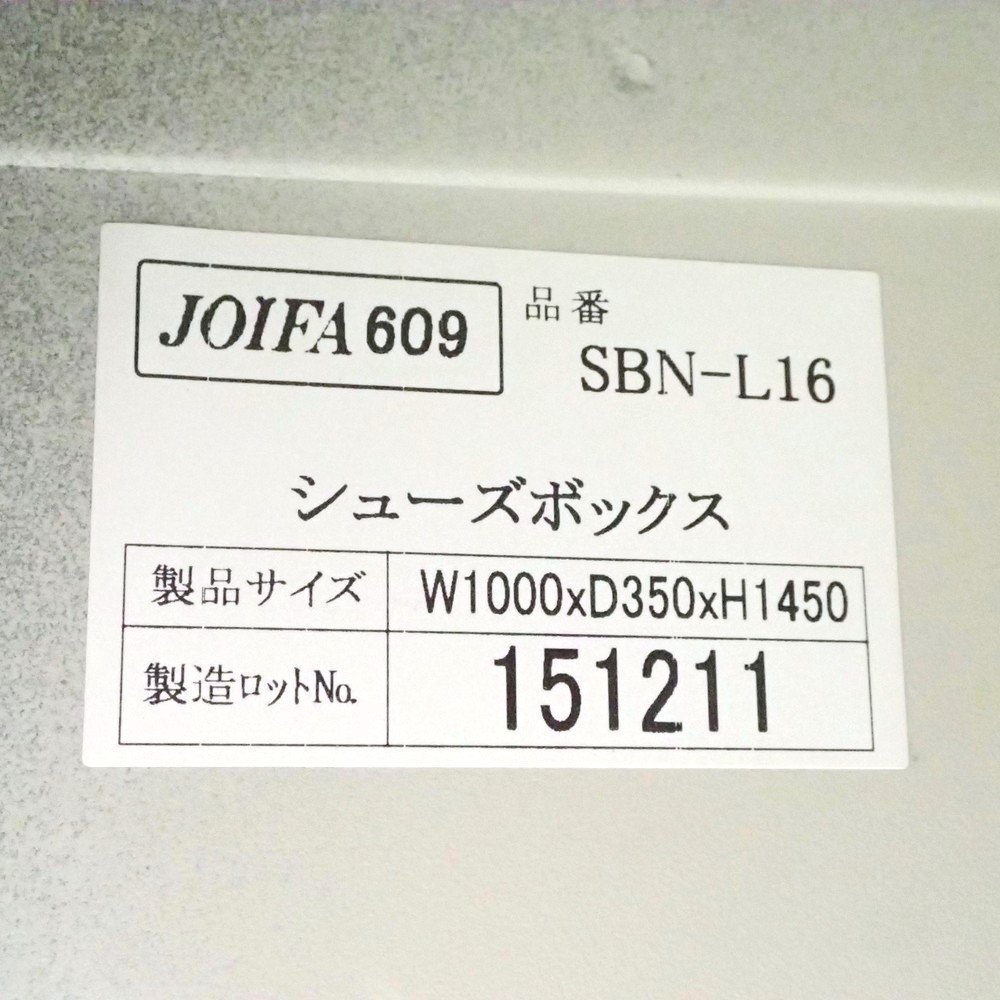 JOIFA 609
品番
SBN-L16
シューズボックス
製品サイズ W1000xD350xH1450
製造ロットNo. 151211